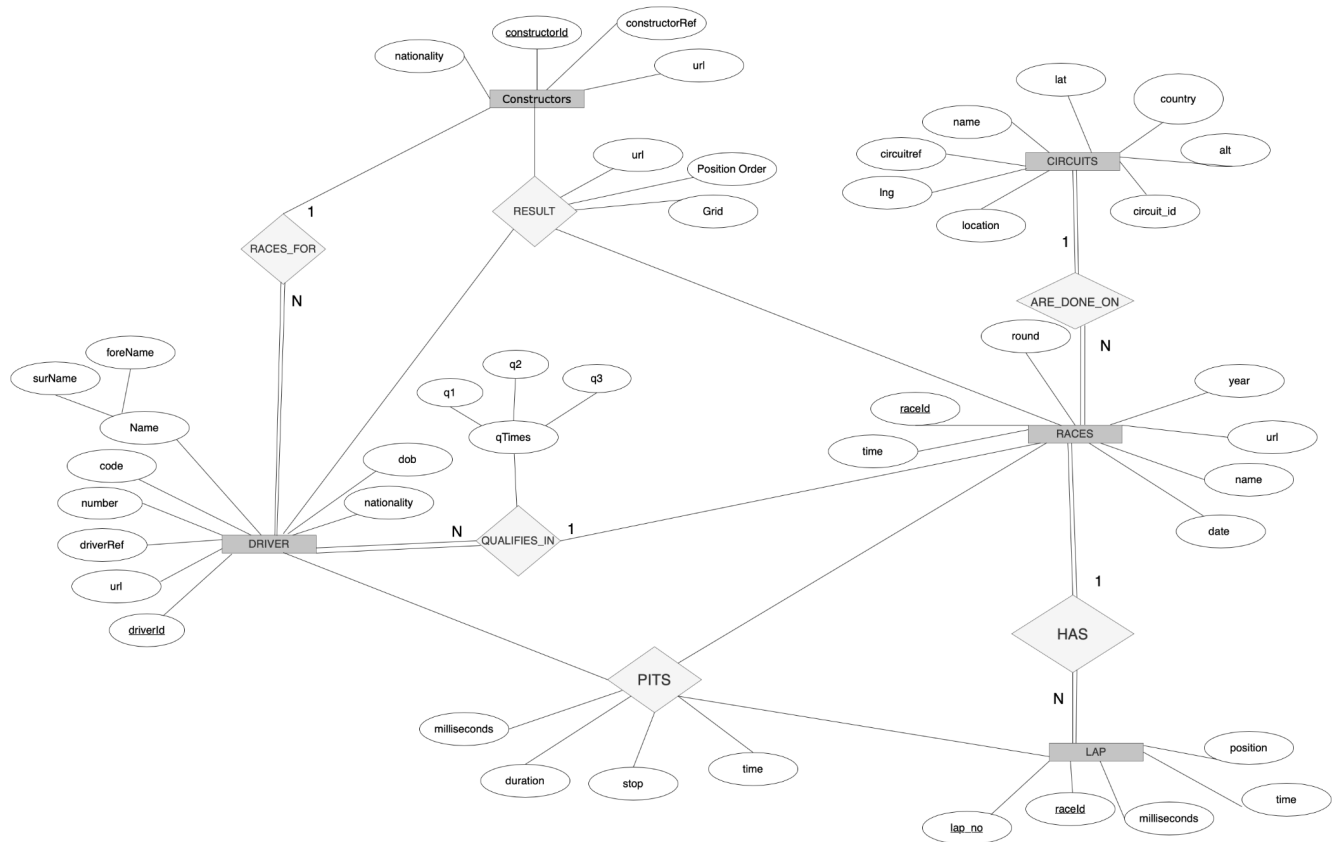 constructorId
constructorRef
nationality
url
Constructors
lat
country
name
circuitref
CIRCUITS
alt
lng
location
circuit_id
url
Position Order
Grid
RESULT
1
RACES_FOR
N
1
ARE_DONE_ON
N
round
foreName
surName
Name
q2
q1
q3
qTimes
year
raceId
RACES
url
time
name
date
code
dob
number
nationality
driverRef
DRIVER
N
QUALIFIES_IN
1
url
driverId
1
HAS
N
PITS
milliseconds
duration
stop
time
LAP
position
time
lap_no
raceId
milliseconds